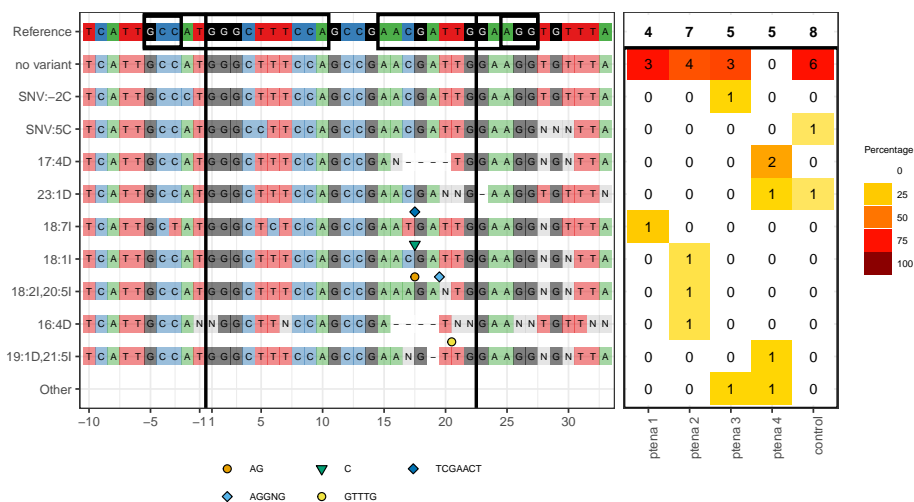 Reference T C A T T G C C A T G G G C T T T C C A G C C G A A C G A T T G G A A G G T G T T T A 4 7 5 5 8
no variant T C A T T G C C A T G G G C T T T C C A G C C G A A C G A T T G G A A G G T G T T T A 3 4 3 0 6
SNV:-2C T C A T T G C C C T G G G C T T T C C A G C C G A A C G A T T G G A A G G T G T T T A 0 0 1 0 0
SNV:5C T C A T T G C C A T G G G C C T T C C A G C C G A A C G A T T G G A A G G N N N T T A 0 0 0 0 1
17:4D T C A T T G C C A T G G G C T T T C C A G C C G A N - - - - T G G A A G G N G N T T A 0 0 0 2 0
23:1D T C A T T G C C A T G G G C T T T C C A G C C G A A C G A N N G - A A G G T G T T T N 0 0 0 1 1
18:7I T C A T T G C T A T G G G C T C T C C A G C C G A A T G A T T G G A A G G N G T T T A 1 0 0 0 0
18:1I T C A T T G C C A T G G G C T T T C C A G C C G A A C G A T T G G A A G G N G T T T A 0 1 0 0 0
18:2I,20:5I T C A T T G C C A T G G G C T T T C C A G C C G A A A G A N T G G A A G G N G N T T A 0 1 0 0 0
16:4D T C A T T G C C A N N G G C T T N C C A G C C G A - - - - T N N G A A N N T G T T N N 0 1 0 0 0
19:1D,21:5I T C A T T G C C A T G G G C T T T C C A G C C G A A N G - T T G G A A G G N G N T T A 0 0 0 1 0
Other 0 0 1 1 0
-10 -5 -1 1 5 10 15 20 25 30
ptena 1 ptena 2 ptena 3 ptena 4 control
AG C TCGAACT
AGGNG GTTTG
Percentage
0
25
50
75
100